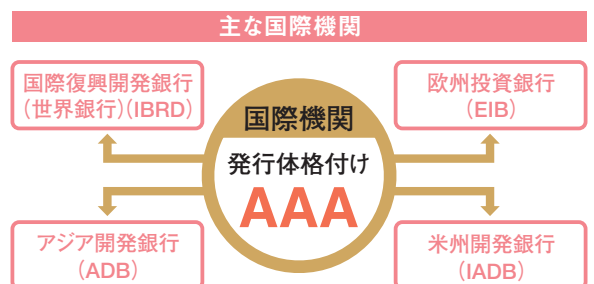 主な国際機関
国際復興開発銀行
(世界銀行)(IBRD)
欧州投資銀行
(EIB)
国際機関
発行体格付け
AAA
アジア開発銀行
(ADB)
米州開発銀行
(IADB)